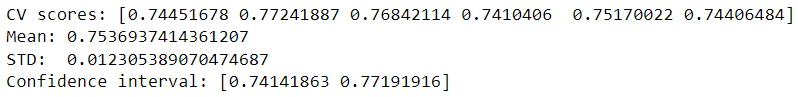 CV scores: [0.74451678 0.77241887 0.76842114 0.7410406  0.75170022 0.74406484]
Mean: 0.7536937414361207
STD:  0.012305389070474687
Confidence interval: [0.74141863 0.77191916]